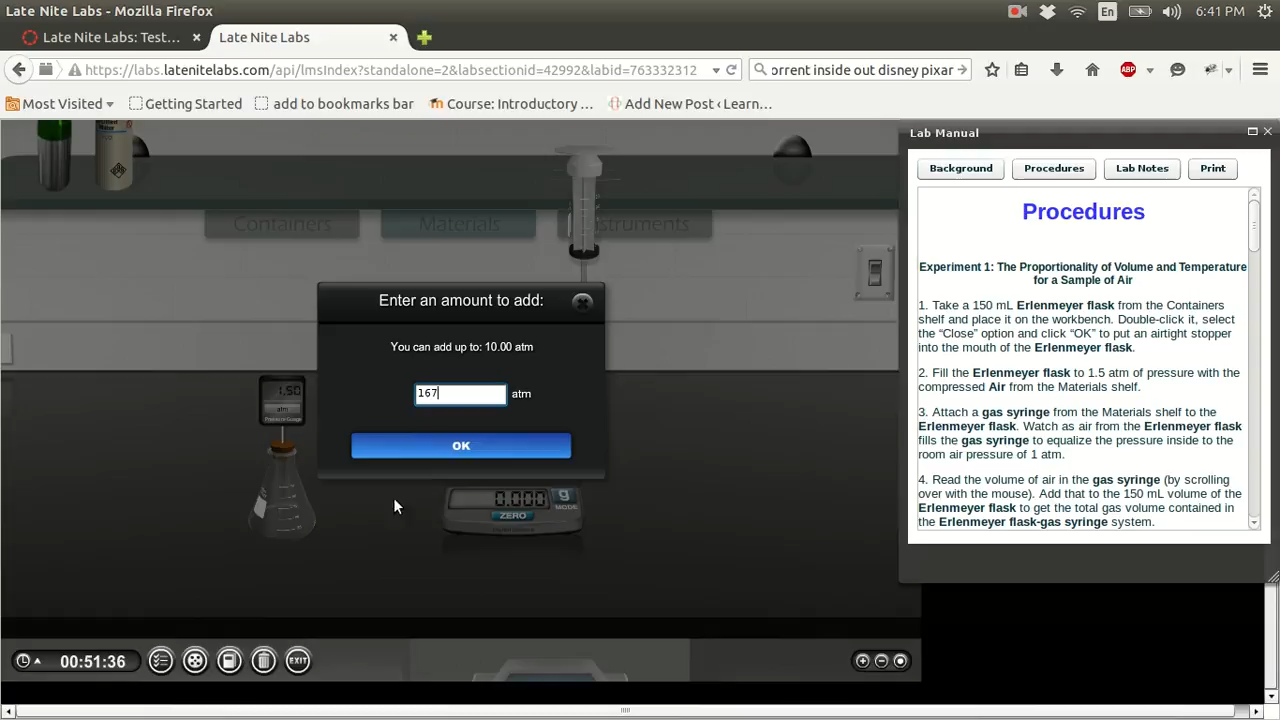 Late Nite Labs - Mozilla Firefox
En
6:41 PM
Late Nite Labs: Test...
Late Nite Labs
https://labs.latenitelabs.com/api/lmsIndex?standalone=2&labsectionid=42992&labid=763332312
orrent inside out disney pixar
ABP
Most Visited
Getting Started
add to bookmarks bar
Course: Introductory ...
Add New Post ‹ Learn...
Containers
Materials
Instruments
Enter an amount to add:
You can add up to: 10.00 atm
167 atm
OK
1.50
atm
Pressure Gauge
0.000
g
MODE
ZERO
00:51:36
EXIT
Lab Manual
Background
Procedures
Lab Notes
Print
Procedures
Experiment 1: The Proportionality of Volume and Temperature
for a Sample of Air
1. Take a 150 mL Erlenmeyer flask from the Containers
shelf and place it on the workbench. Double-click it, select
the “Close” option and click “OK” to put an airtight stopper
into the mouth of the Erlenmeyer flask.
2. Fill the Erlenmeyer flask to 1.5 atm of pressure with the
compressed Air from the Materials shelf.
3. Attach a gas syringe from the Materials shelf to the
Erlenmeyer flask. Watch as air from the Erlenmeyer flask
fills the gas syringe to equalize the pressure inside to the
room air pressure of 1 atm.
4. Read the volume of air in the gas syringe (by scrolling
over with the mouse). Add that to the 150 mL volume of the
Erlenmeyer flask to get the total gas volume contained in
the Erlenmeyer flask-gas syringe system.